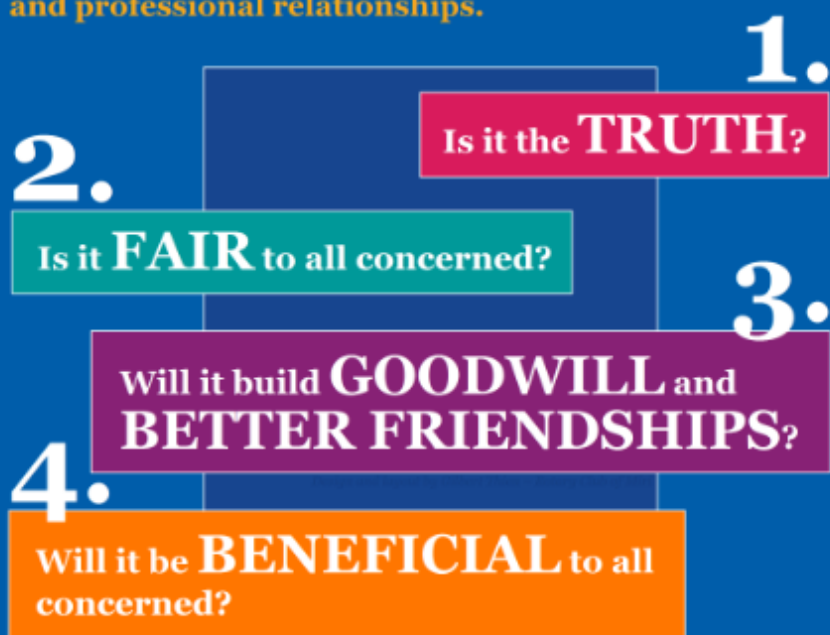 and professional relationships.
1.
Is it the TRUTH?
2.
Is it FAIR to all concerned?
3.
Will it build GOODWILL and
BETTER FRIENDSHIPS?
4.
Will it be BENEFICIAL to all
concerned?